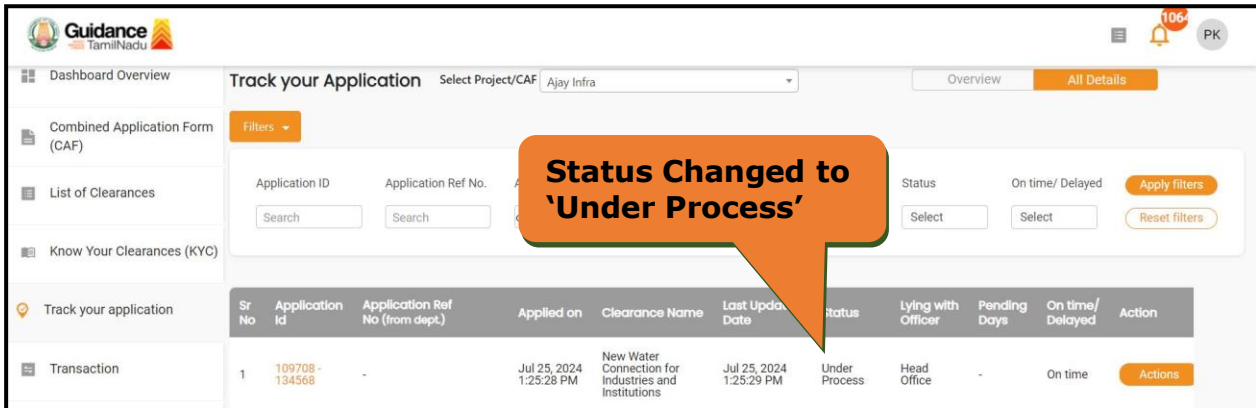 Guidance
TamilNadu
1064
PK
Dashboard Overview
Track your Application
Select Project/CAF
Ajay Infra
Overview
All Details
Combined Application Form
(CAF)
Filters
Status Changed to
‘Under Process’
List of Clearances
Application ID
Application Ref No.
Status
On time/ Delayed
Apply filters
Search
Search
Select
Select
Reset filters
Know Your Clearances (KYC)
Track your application
Sr
No
Application
Id
Application Ref
No (from dept.)
Applied on
Clearance Name
Last Update
Date
Status
Lying with
Officer
Pending
Days
On time/
Delayed
Action
Transaction
1
109708 -
134568
-
Jul 25, 2024
1:25:28 PM
New Water
Connection for
Industries and
Institutions
Jul 25, 2024
1:25:29 PM
Under
Process
Head
Office
-
On time
Actions